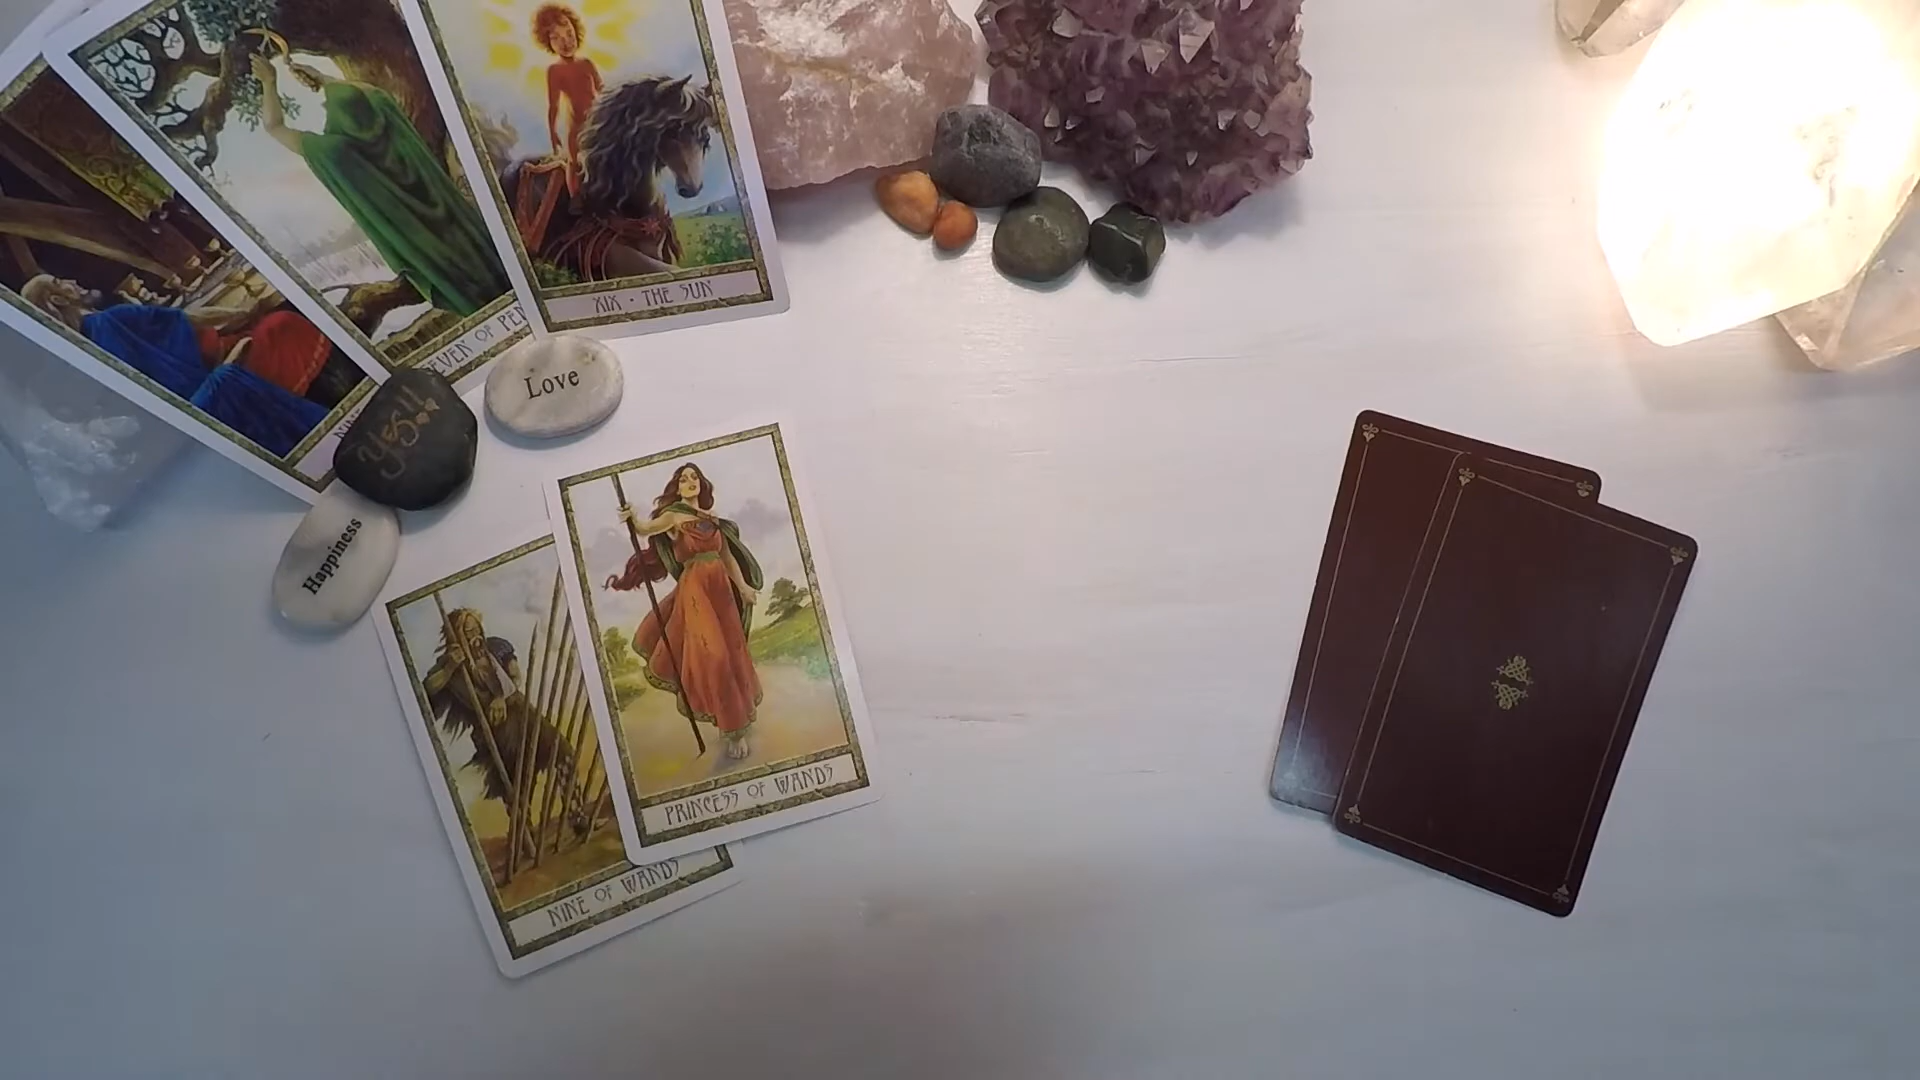 XIX · THE SUN
Love
YES!!
Happiness
PRINCESS OF WANDS
NINE OF WANDS